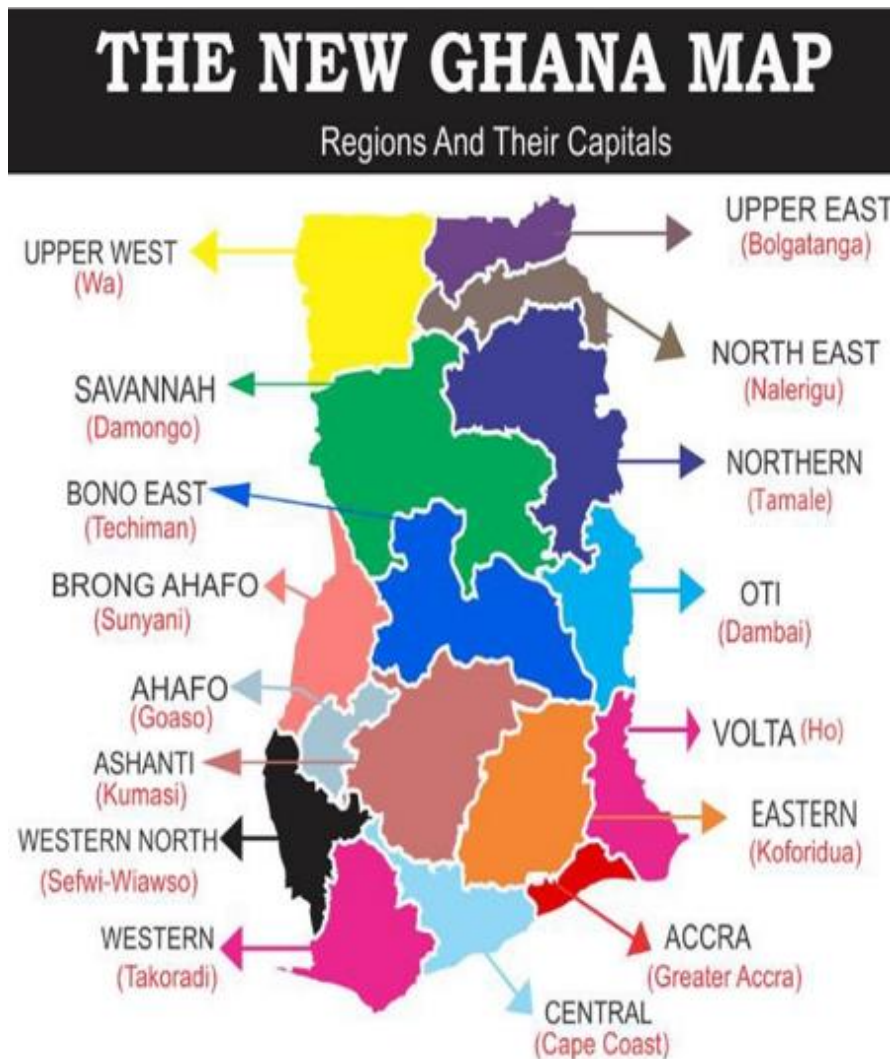 THE NEW GHANA MAP
Regions And Their Capitals
UPPER WEST
(Wa)
UPPER EAST
(Bolgatanga)
NORTH EAST
(Nalerigu)
SAVANNAH
(Damongo)
NORTHERN
(Tamale)
BONO EAST
(Techiman)
BRONG AHAFO
(Sunyani)
OTI
(Dambai)
AHAFO
(Goaso)
VOLTA (Ho)
ASHANTI
(Kumasi)
EASTERN
(Koforidua)
WESTERN NORTH
(Sefwi-Wiawso)
WESTERN
(Takoradi)
ACCRA
(Greater Accra)
CENTRAL
(Cape Coast)